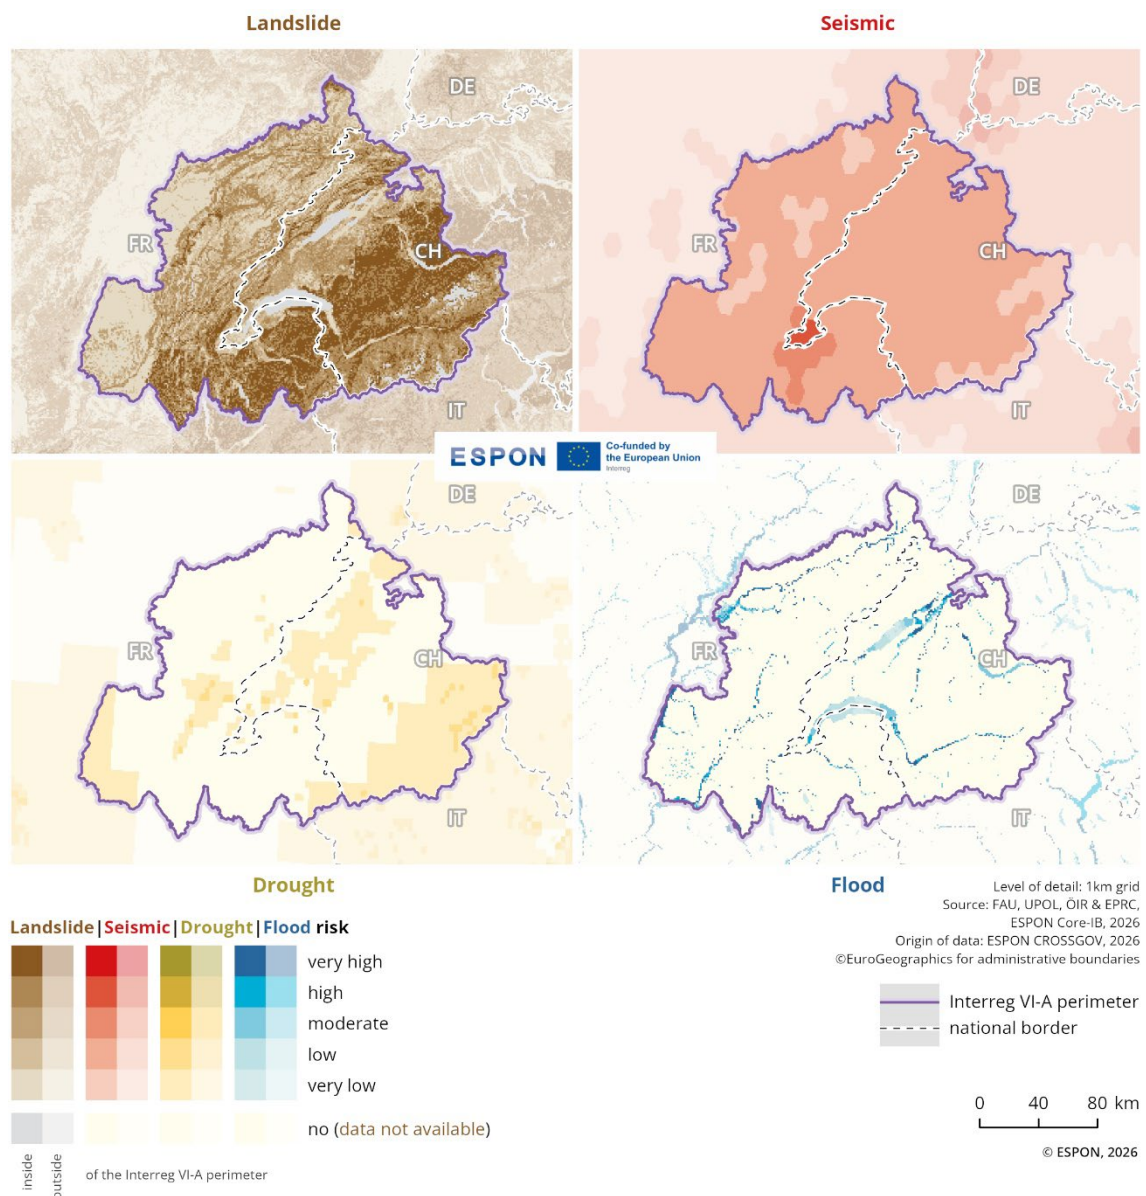 Landslide
Seismic
DE
FR
CH
IT
DE
FR
CH
IT
ESPON
Co-funded by
the European Union
Interreg
DE
FR
CH
IT
DE
FR
CH
IT
Drought
Flood
Level of detail: 1km grid
Source: FAU, UPOL, ÖIR & EPRC,
ESPON Core-IB, 2026
Origin of data: ESPON CROSSGOV, 2026
©EuroGeographics for administrative boundaries
Landslide|Seismic|Drought|Flood risk
very high
high
moderate
low
very low
no (data not available)
inside
outside
of the Interreg VI-A perimeter
Interreg VI-A perimeter
national border
0 40 80 km
© ESPON, 2026